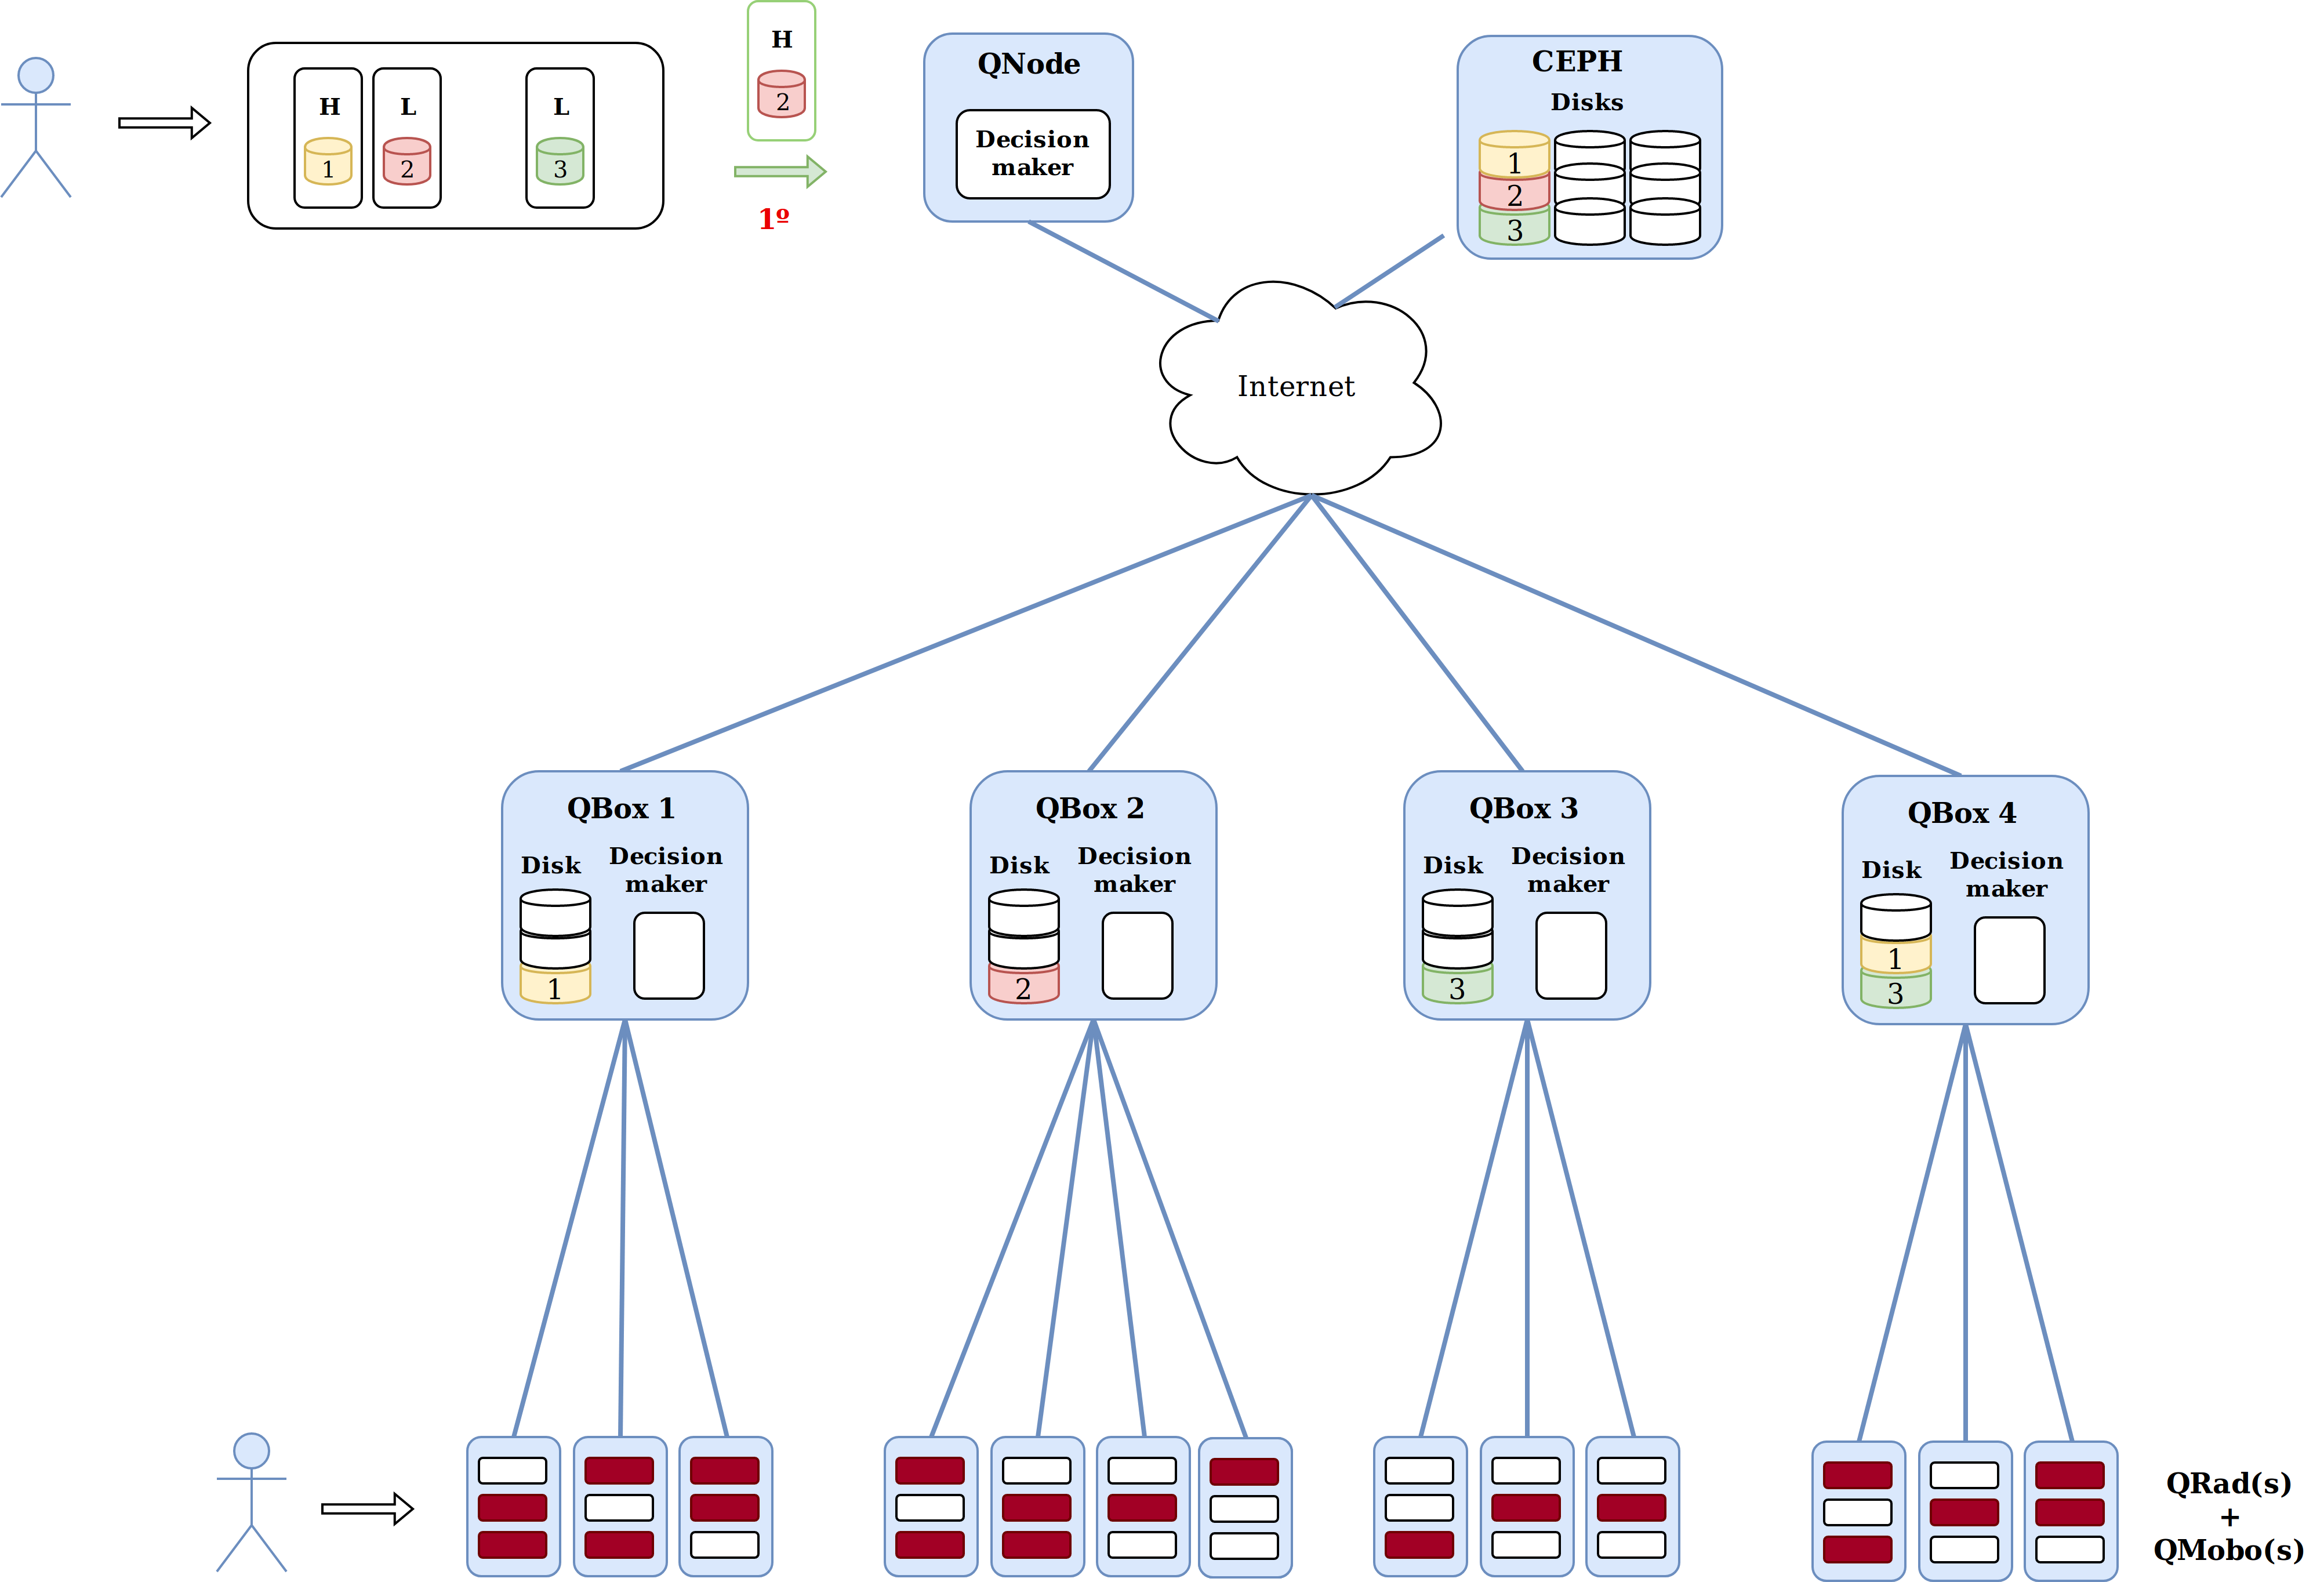 H
L
L
1
2
3
H
2
1º
QNode
Decision
maker
CEPH
Disks
1
2
3
Internet
QBox 1
Disk
Decision
maker
1
QBox 2
Disk
Decision
maker
2
QBox 3
Disk
Decision
maker
3
QBox 4
Disk
Decision
maker
1
3
QRad(s)
+
QMobo(s)